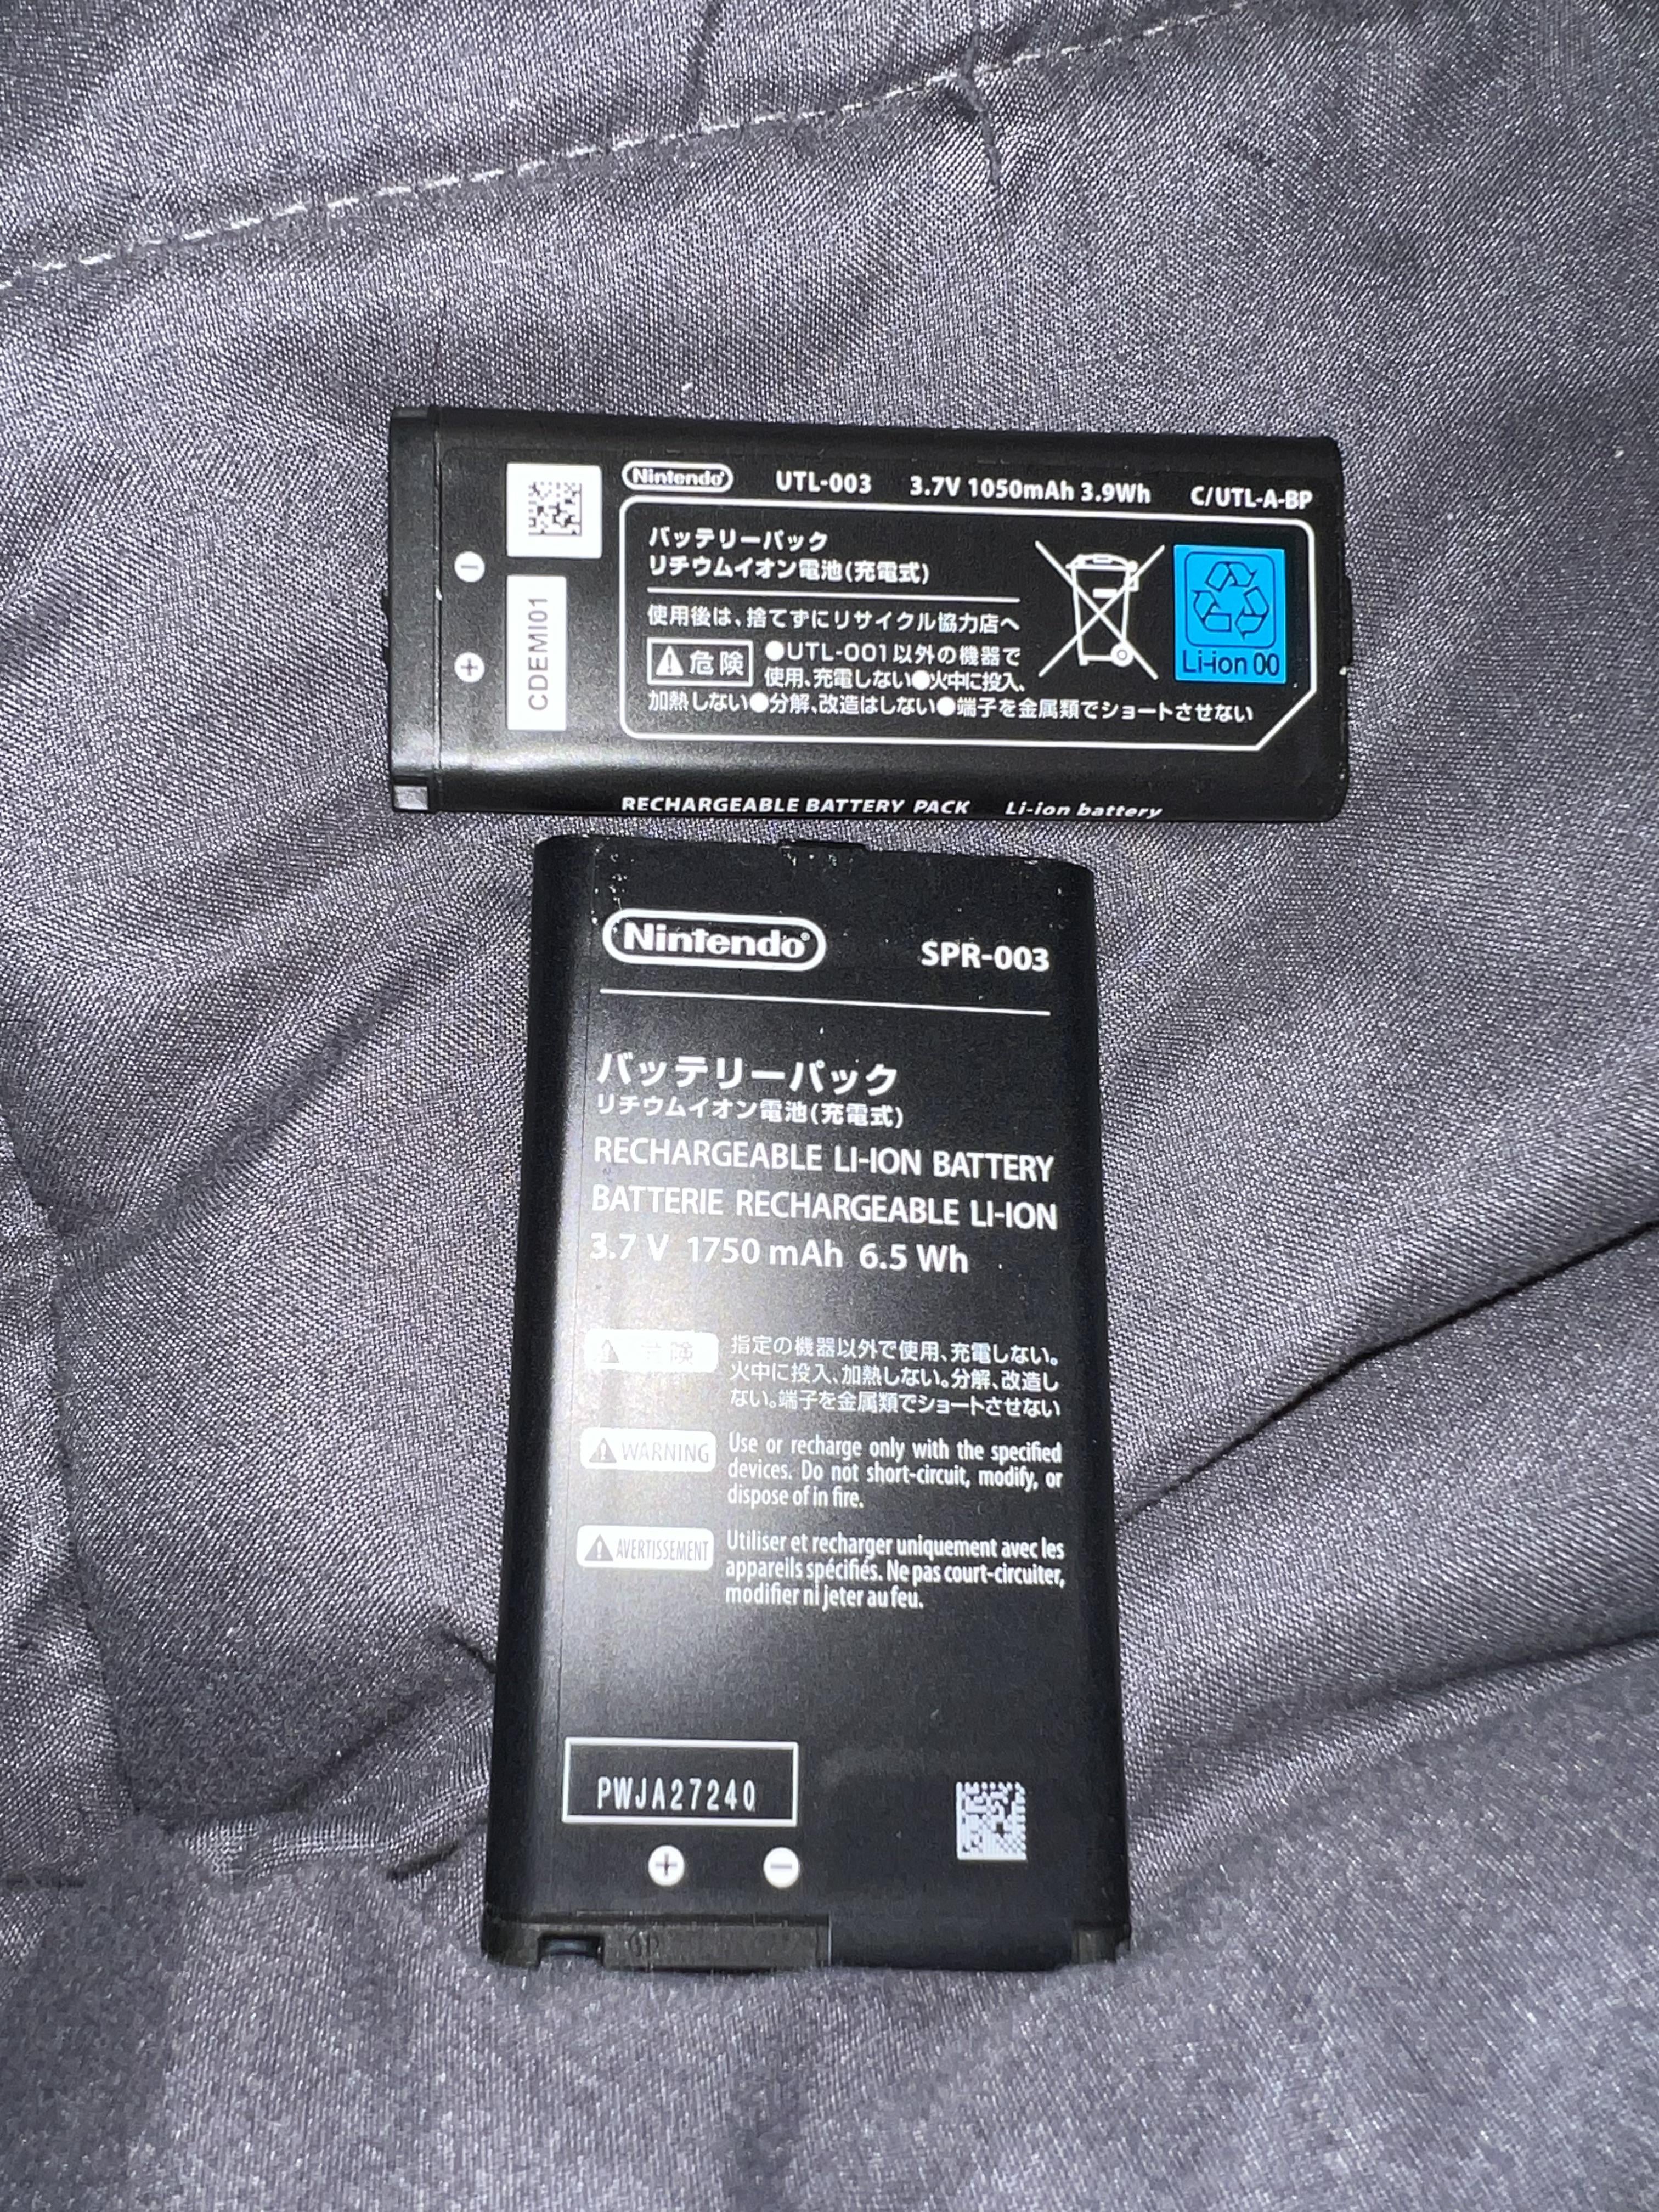 Nintendo® UTL-003 3.7V 1050mAh 3.9Wh C/UTL-A-BP
バッテリーパック
リチウムイオン電池(充電式)
使用後は、捨てずにリサイクル協力店へ
危険 ●UTL-001以外の機器で
使用、充電しない●火中に投入、
加熱しない●分解、改造はしない●端子を金属類でショートさせない
Li-ion 00
CDEMI01
RECHARGEABLE BATTERY PACK Li-ion battery
Nintendo® SPR-003
バッテリーパック
リチウムイオン電池(充電式)
RECHARGEABLE LI-ION BATTERY
BATTERIE RECHARGEABLE LI-ION
3.7 V 1750 mAh 6.5 Wh
危険 指定の機器以外で使用、充電しない。
火中に投入、加熱しない。分解、改造し
ない。端子を金属類でショートさせない
WARNING Use or recharge only with the specified
devices. Do not short-circuit, modify, or
dispose of in fire.
AVERTISSEMENT Utiliser et recharger uniquement avec les
appareils spécifiés. Ne pas court-circuiter,
modifier ni jeter au feu.
PWJA27240
+ −